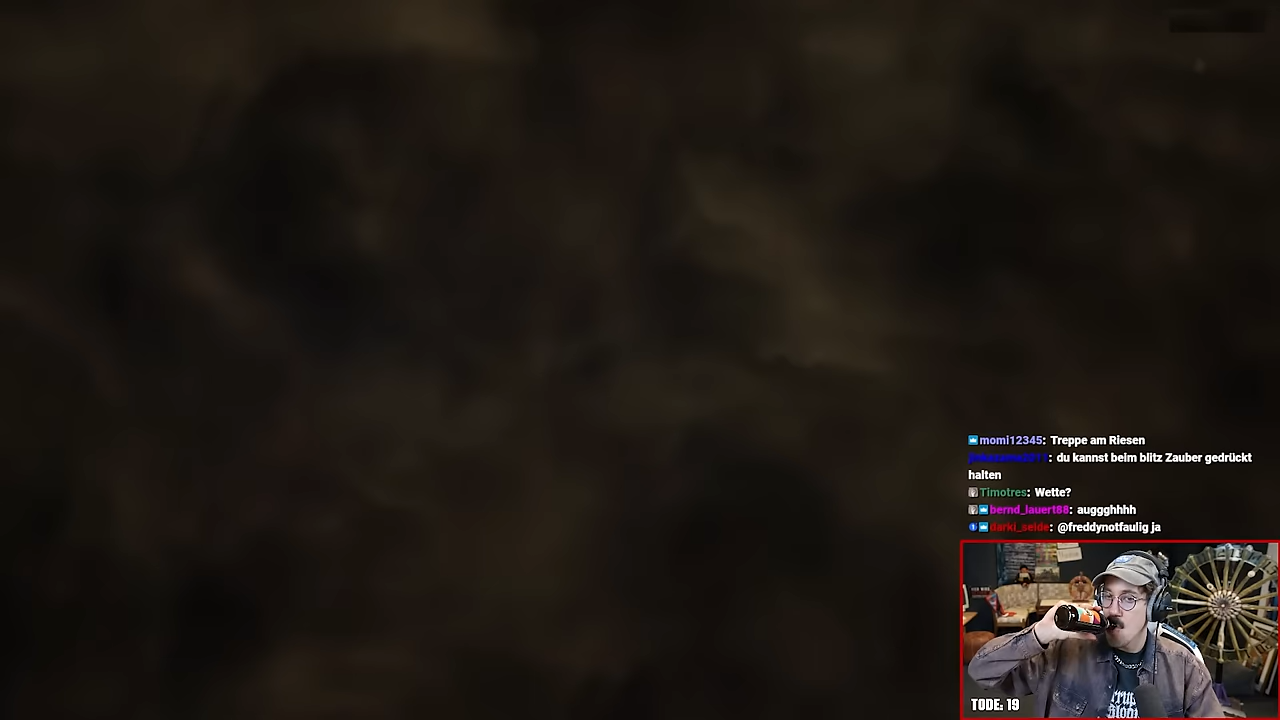 momi12345: Treppe am Riesen
: du kannst beim blitz Zauber gedrückt
halten
Timotres: Wette?
bernd_lauert88: auggghhhh
darki_seide: @freddynotfaulig ja
TODE: 19